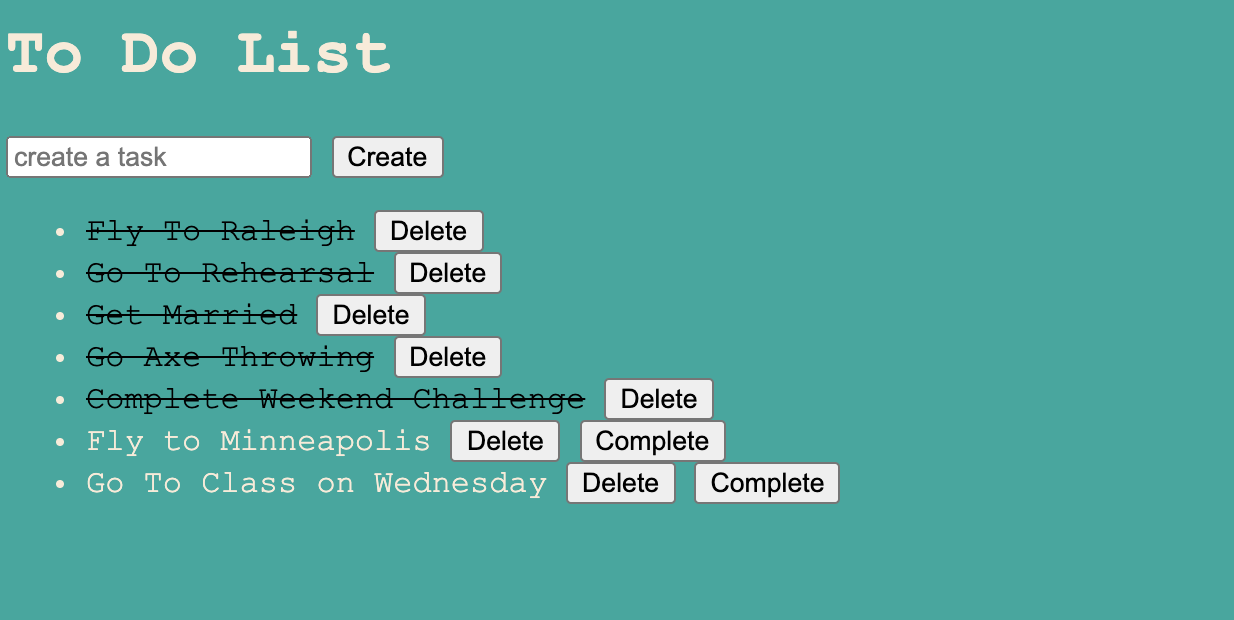 To Do List
create a task Create
Fly To Raleigh Delete
Go To Rehearsal Delete
Get Married Delete
Go Axe Throwing Delete
Complete Weekend Challenge Delete
Fly to Minneapolis Delete Complete
Go To Class on Wednesday Delete Complete